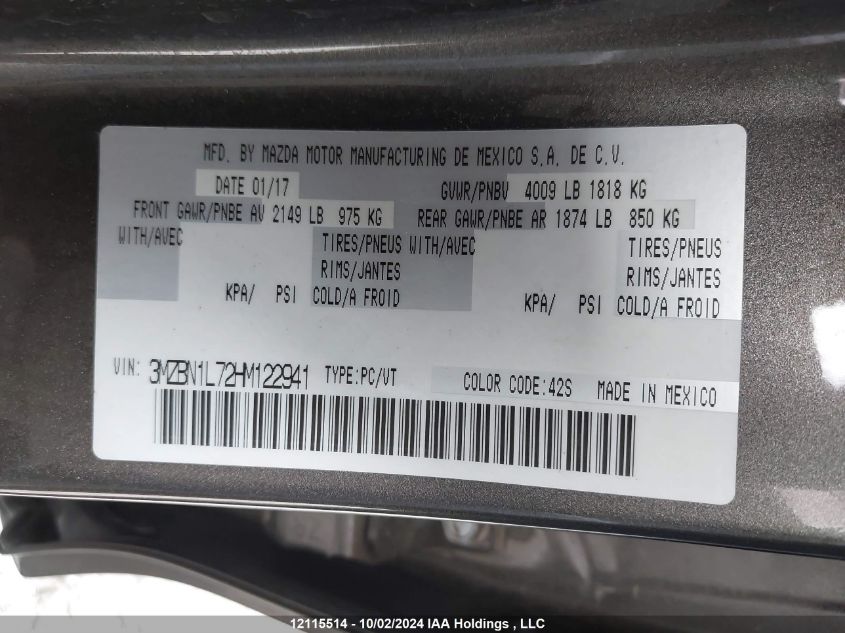 MFD. BY MAZDA MOTOR MANUFACTURING DE MEXICO S.A. DE C.V.
DATE 01/17 GVWR/PNBV 4009 LB 1818 KG
FRONT GAWR/PNBE AV 2149 LB 975 KG REAR GAWR/PNBE AR 1874 LB 850 KG
WITH/AVEC TIRES/PNEUS WITH/AVEC TIRES/PNEUS
RIMS/JANTES RIMS/JANTES
KPA/ PSI COLD/A FROID KPA/ PSI COLD/A FROID
VIN: 3MZBN1L72HM122941 TYPE:PC/VT COLOR CODE:42S MADE IN MEXICO
12115514 - 10/02/2024 IAA Holdings , LLC